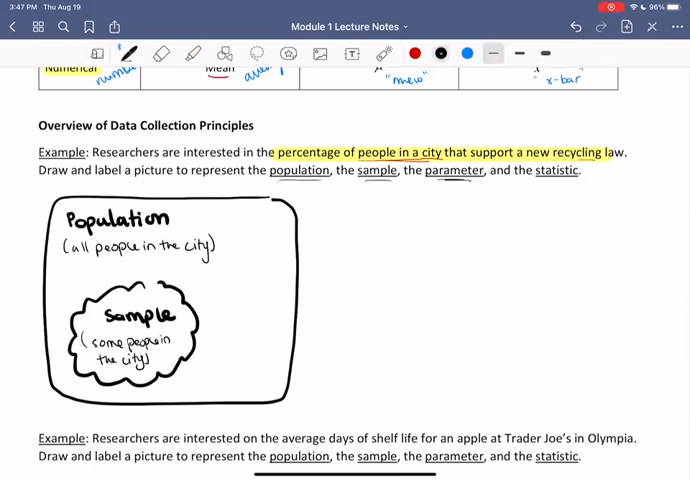 3:47 PM Thu Aug 19
96%
Module 1 Lecture Notes
Numerical
Mean
"mew"
x-bar
Overview of Data Collection Principles
Example: Researchers are interested in the percentage of people in a city that support a new recycling law.
Draw and label a picture to represent the population, the sample, the parameter, and the statistic.
Population
(all people in the city)
Sample
(some people in
the city)
Example: Researchers are interested on the average days of shelf life for an apple at Trader Joe's in Olympia.
Draw and label a picture to represent the population, the sample, the parameter, and the statistic.